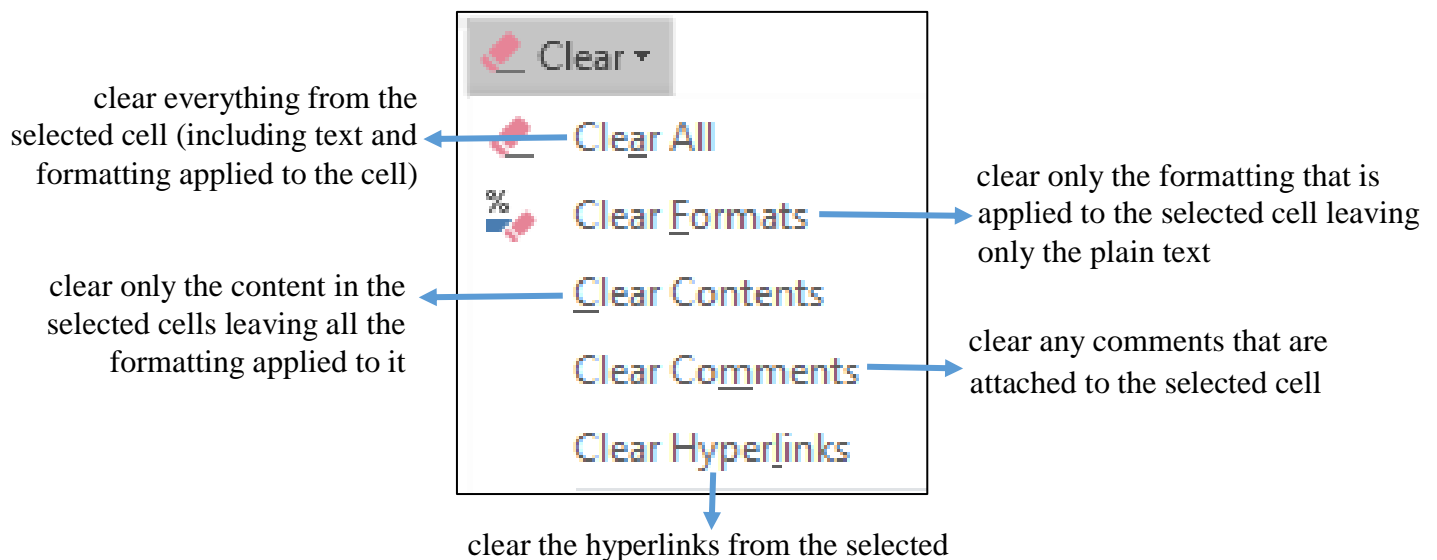 Clear
clear everything from the
selected cell (including text and
formatting applied to the cell)
Clear All
%
Clear Formats
clear only the formatting that is
applied to the selected cell leaving
only the plain text
clear only the content in the
selected cells leaving all the
formatting applied to it
Clear Contents
Clear Comments
clear any comments that are
attached to the selected cell
Clear Hyperlinks
clear the hyperlinks from the selected